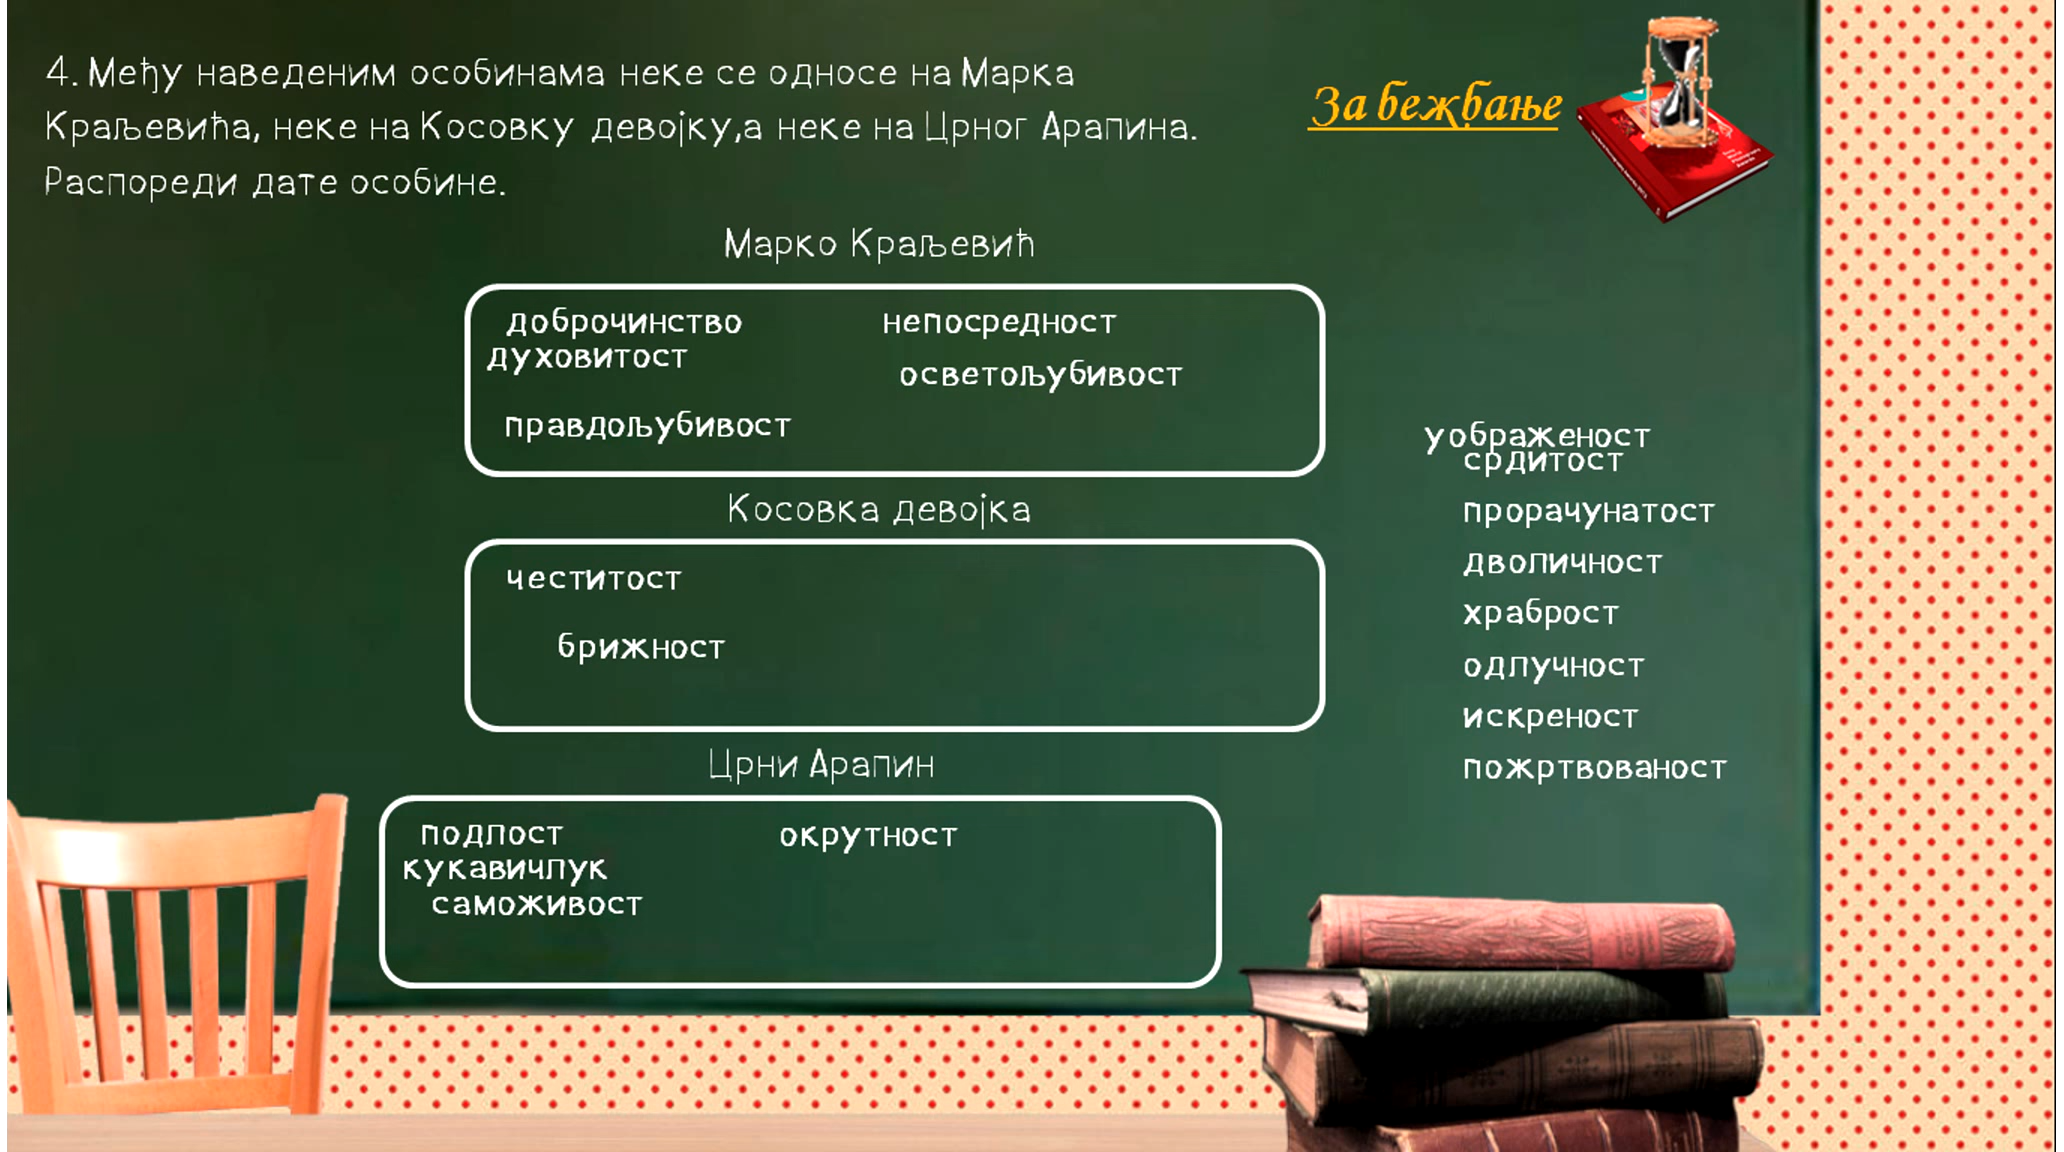 4. Међу наведеним особинама неке се односе на Марка
Краљевића, неке на Косовку девојку,а неке на Црног Арапина.
Распореди дате особине.
За бежбање
Марко Краљевић
доброчинство непосредност
духовитост
осветољубивост
правдољубивост
Косовка девојка
честитост
брижност
Црни Арапин
подлост окрутност
кукавичлук
саможивост
уображеност
срдитост
прорачунатост
дволичност
храброст
одлучност
искреност
пожртвованост